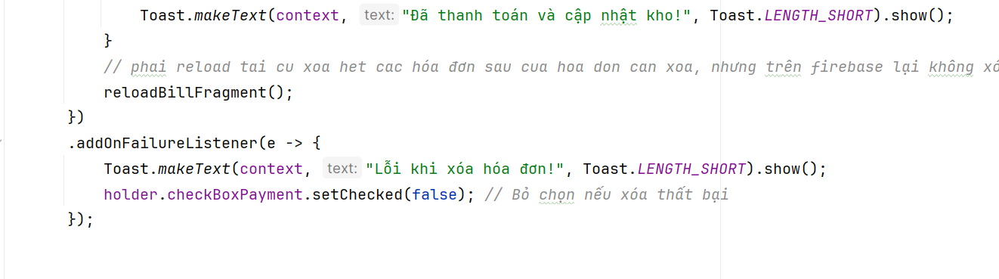 Toast.makeText(context, text: "Đã thanh toán và cập nhật kho!", Toast.LENGTH_SHORT).show();
}
// phai reload tai cu xoa het cac hóa đơn sau cua hoa don can xoa, nhưng trên firebase lại không xó
reloadBillFragment();
})
.addOnFailureListener(e -> {
Toast.makeText(context, text: "Lỗi khi xóa hóa đơn!", Toast.LENGTH_SHORT).show();
holder.checkBoxPayment.setChecked(false); // Bỏ chọn nếu xóa thất bại
});